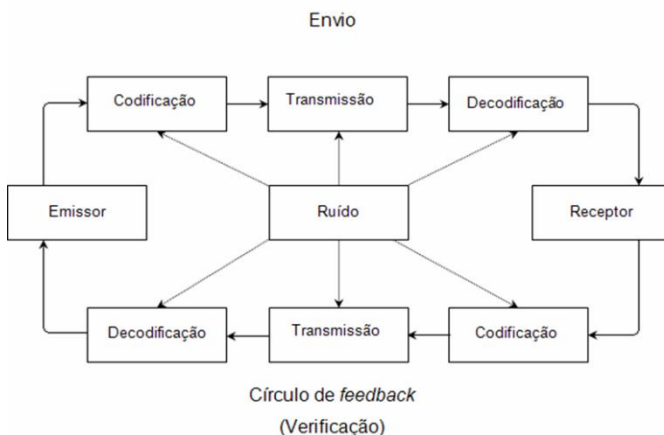 Envio
Codificação
Transmissão
Decodificação
Emissor
Ruído
Receptor
Decodificação
Transmissão
Codificação
Círculo de feedback
(Verificação)